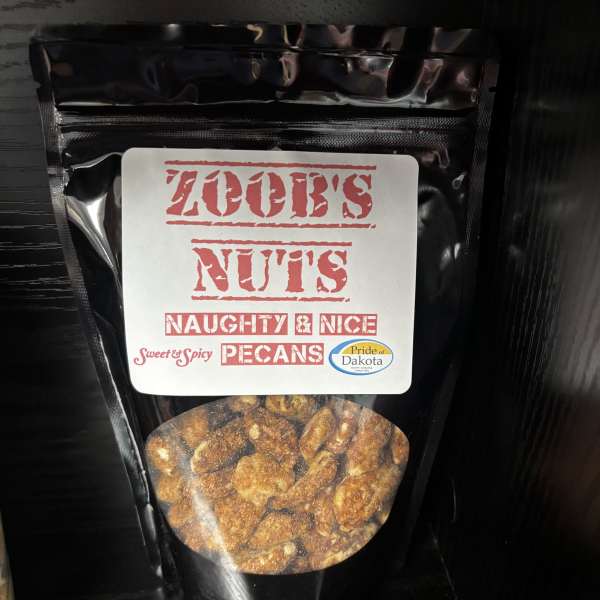 ZOOB'S
NUTS
NAUGHTY & NICE
Sweet & Spicy PECANS
Pride of
Dakota